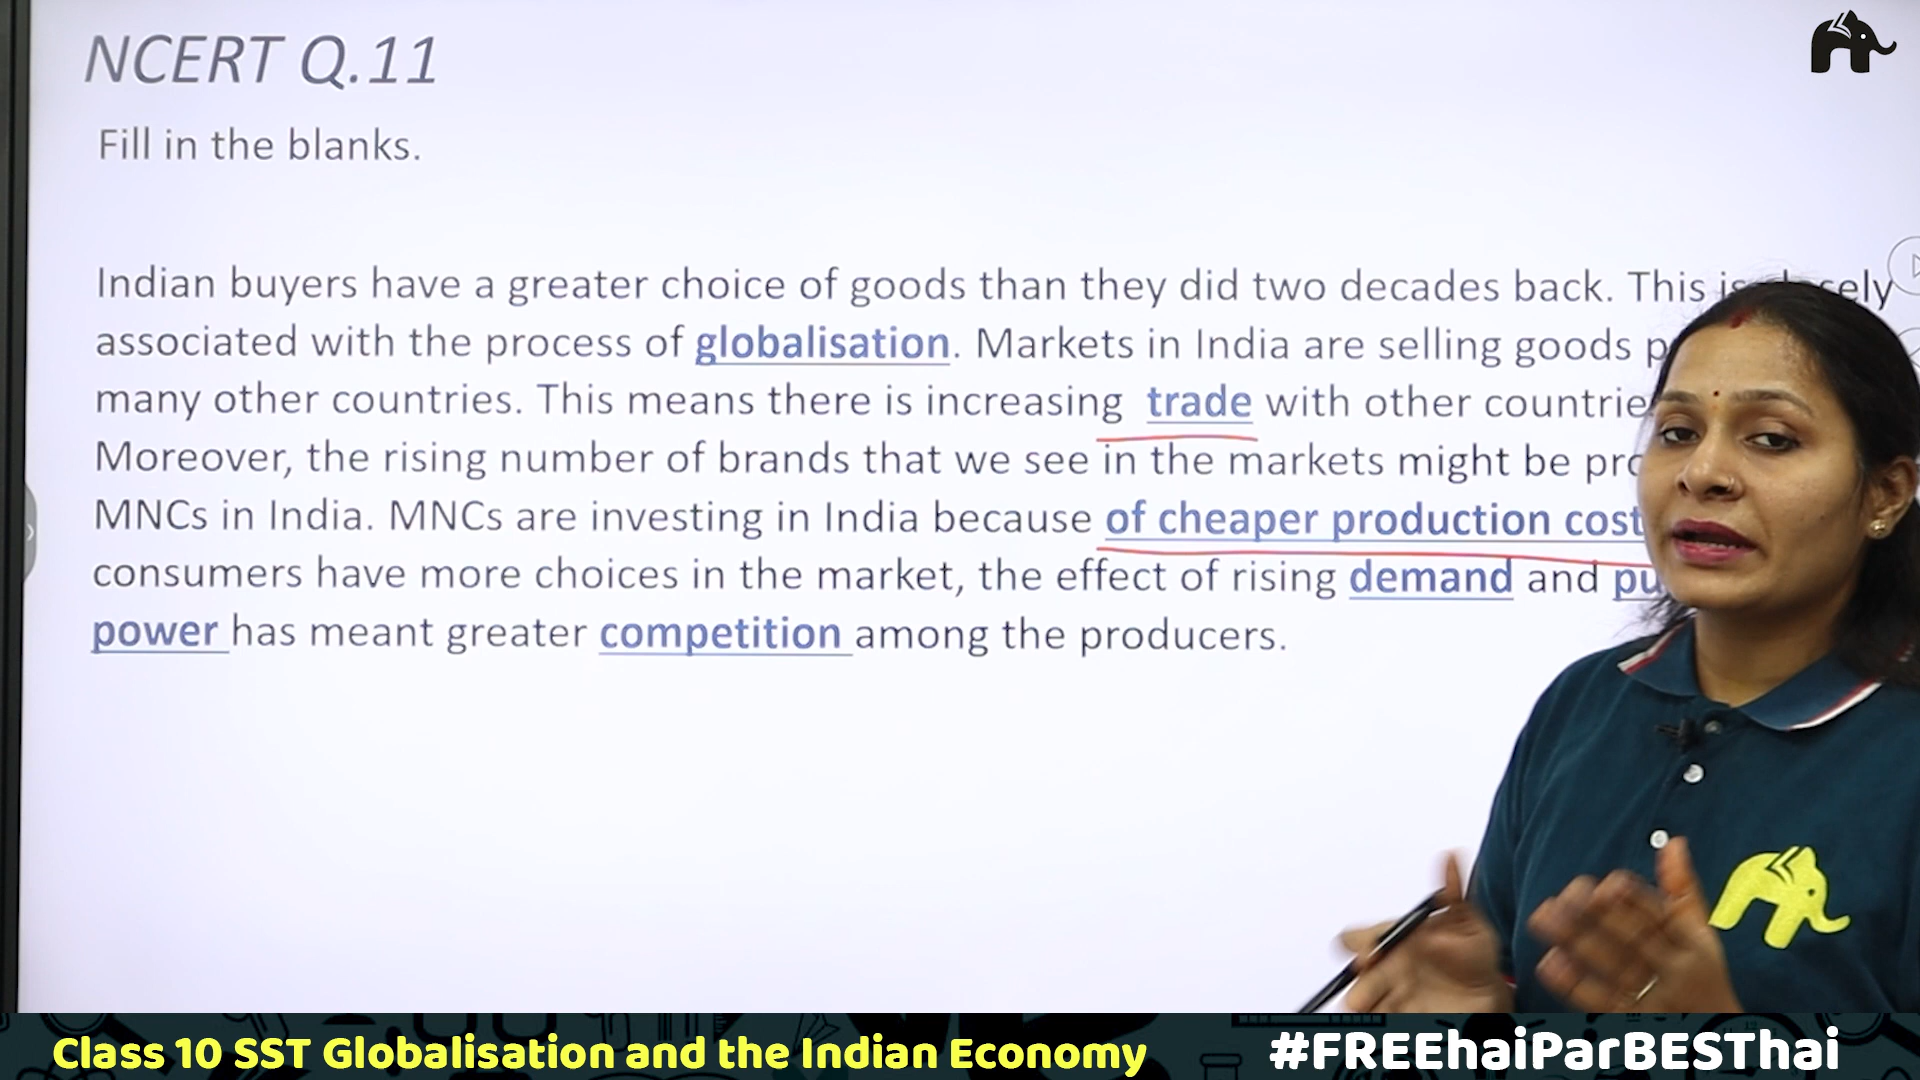 NCERT Q.11
Fill in the blanks.
Indian buyers have a greater choice of goods than they did two decades back. This is closely
associated with the process of globalisation. Markets in India are selling goods
many other countries. This means there is increasing trade with other
Moreover, the rising number of brands that we see in the markets might be
MNCs in India. MNCs are investing in India because of cheaper production
consumers have more choices in the market, the effect of rising demand and
power has meant greater competition among the producers.
Class 10 SST Globalisation and the Indian Economy
#FREEhaiParBESThai